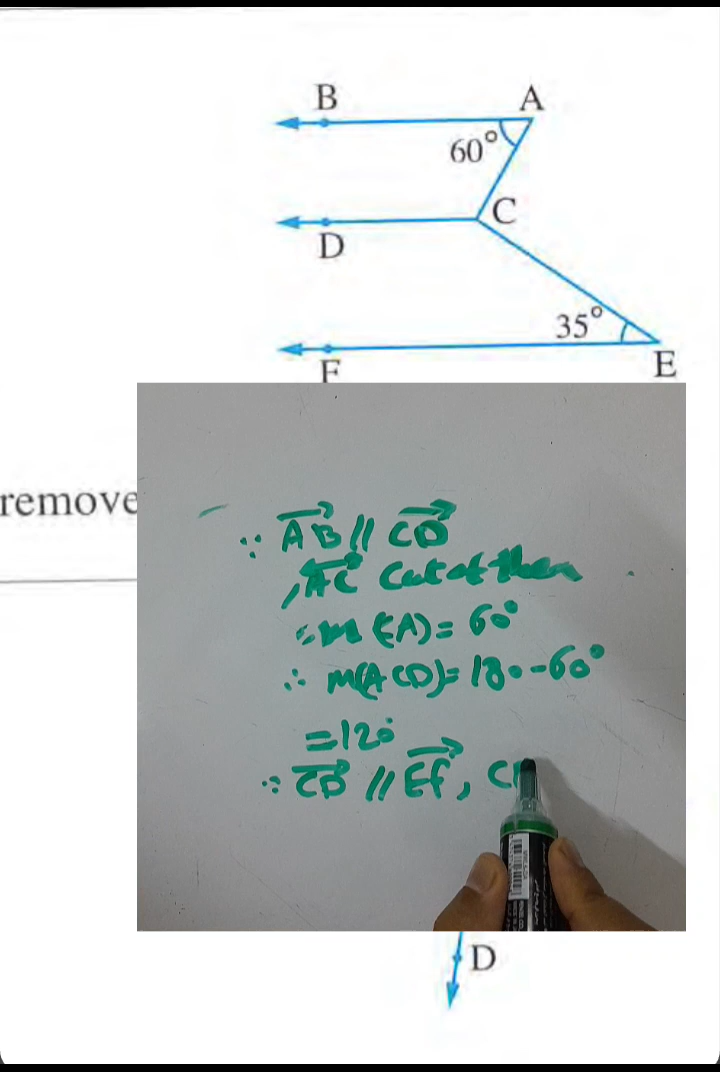 B A
60°
C
D
35°
F E
remove
∵ AB // CD
, AC cut of them
∵ m(∠A) = 60°
∴ m(ACD) = 180-60°
= 120°
∵ CD // Ef, C
D